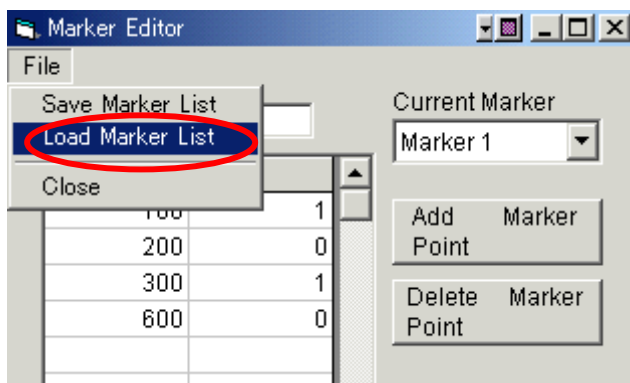 Marker Editor
File
Save Marker List
Load Marker List
Close
Current Marker
Marker 1
100 1
200 0
300 1
600 0
Add Marker
Point
Delete Marker
Point